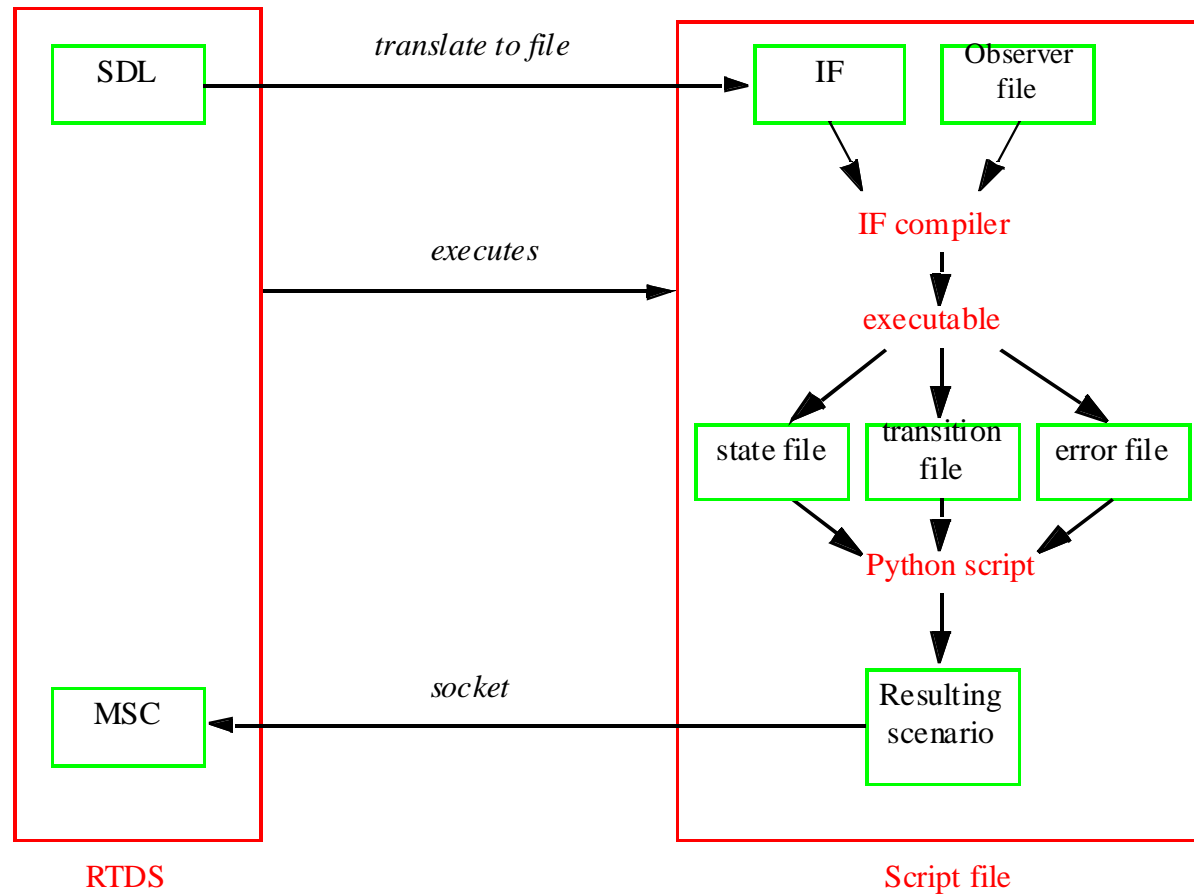 translate to file
SDL
IF
Observer
file
IF compiler
executes
executable
state file
transition
file
error file
Python script
socket
MSC
Resulting
scenario
RTDS
Script file